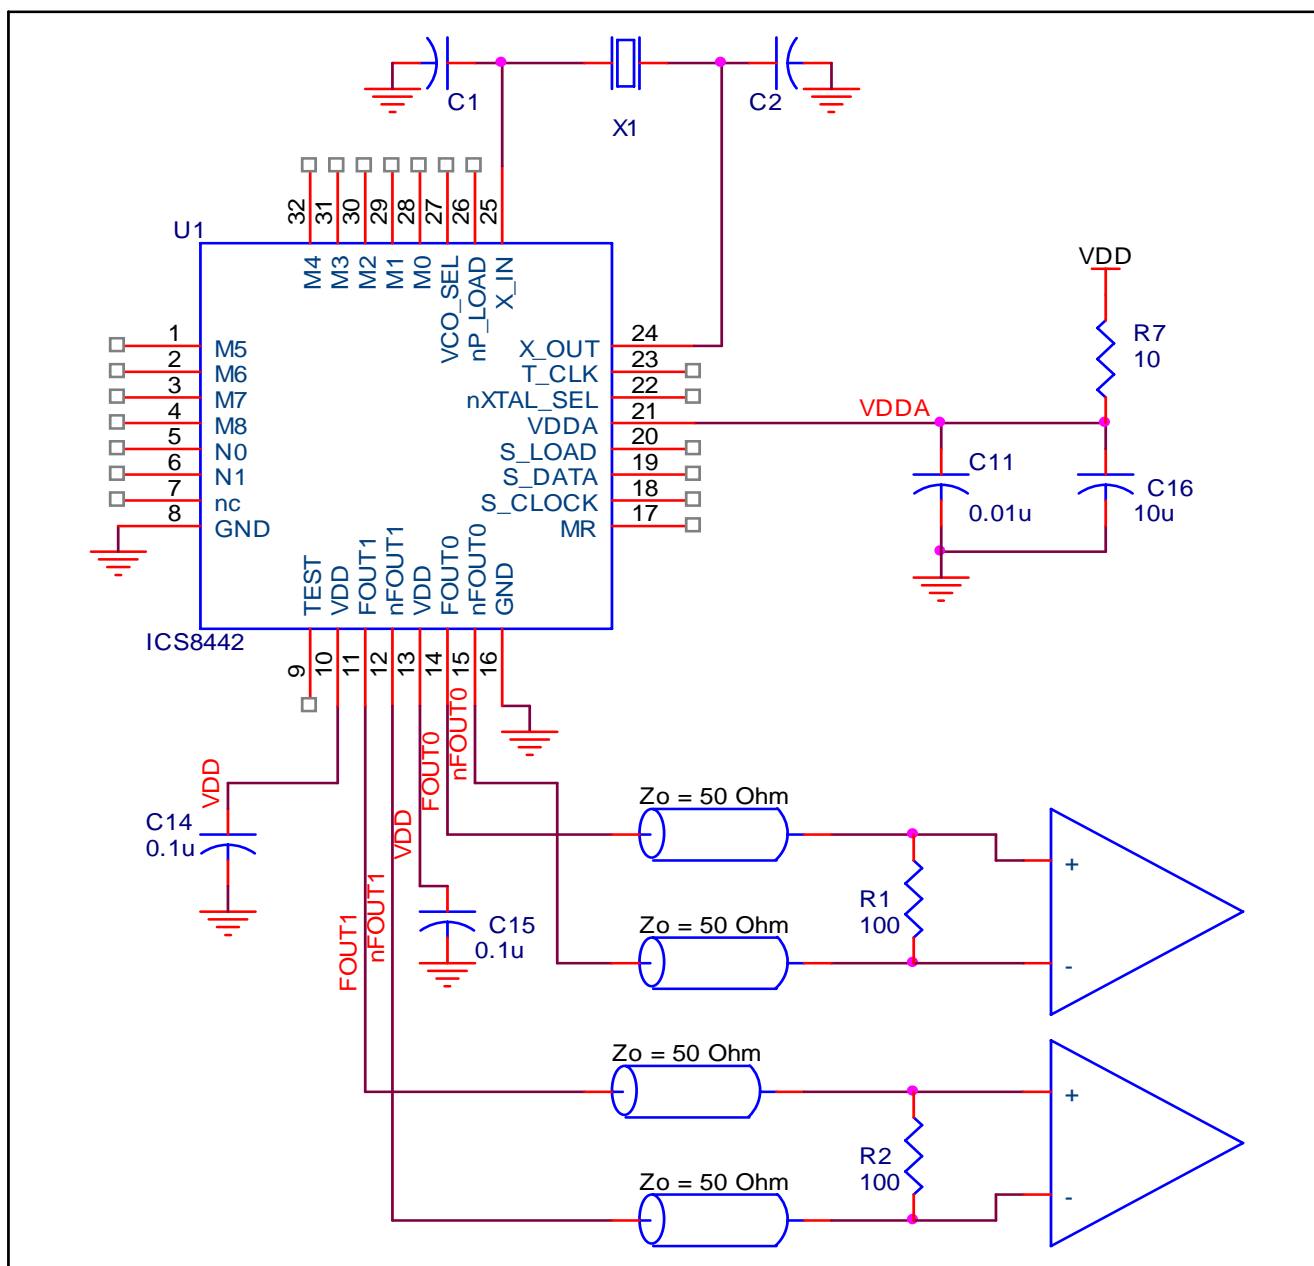 C1
X1
C2
32
31
30
29
28
27
26
25
U1
M4
M3
M2
M1
M0
VCO_SEL
nP_LOAD
X_IN
VDD
R7
10
1
M5
2
M6
3
M7
4
M8
5
N0
6
N1
7
nc
8
GND
X_OUT
24
T_CLK
23
nXTAL_SEL
22
VDDA
21
S_LOAD
20
S_DATA
19
S_CLOCK
18
MR
17
VDDA
C11
0.01u
C16
10u
TEST
VDD
FOUT1
nFOUT1
VDD
FOUT0
nFOUT0
GND
ICS8442
9
10
11
12
13
14
15
16
VDD
C14
0.1u
FOUT1
nFOUT1
VDD
FOUT0
nFOUT0
C15
0.1u
Zo = 50 Ohm
R1
100
+
Zo = 50 Ohm
-
Zo = 50 Ohm
R2
100
+
Zo = 50 Ohm
-